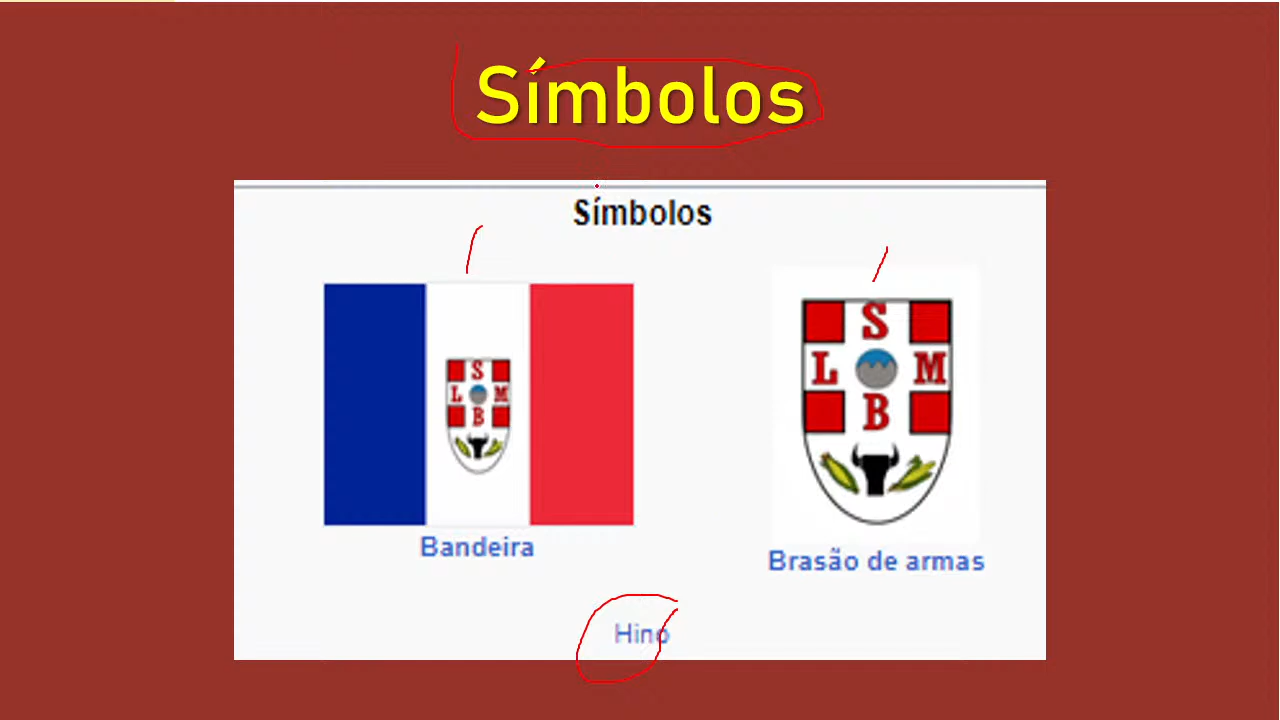 Símbolos
Símbolos
S
L M
B
S
L M
B
Bandeira
Brasão de armas
Hino